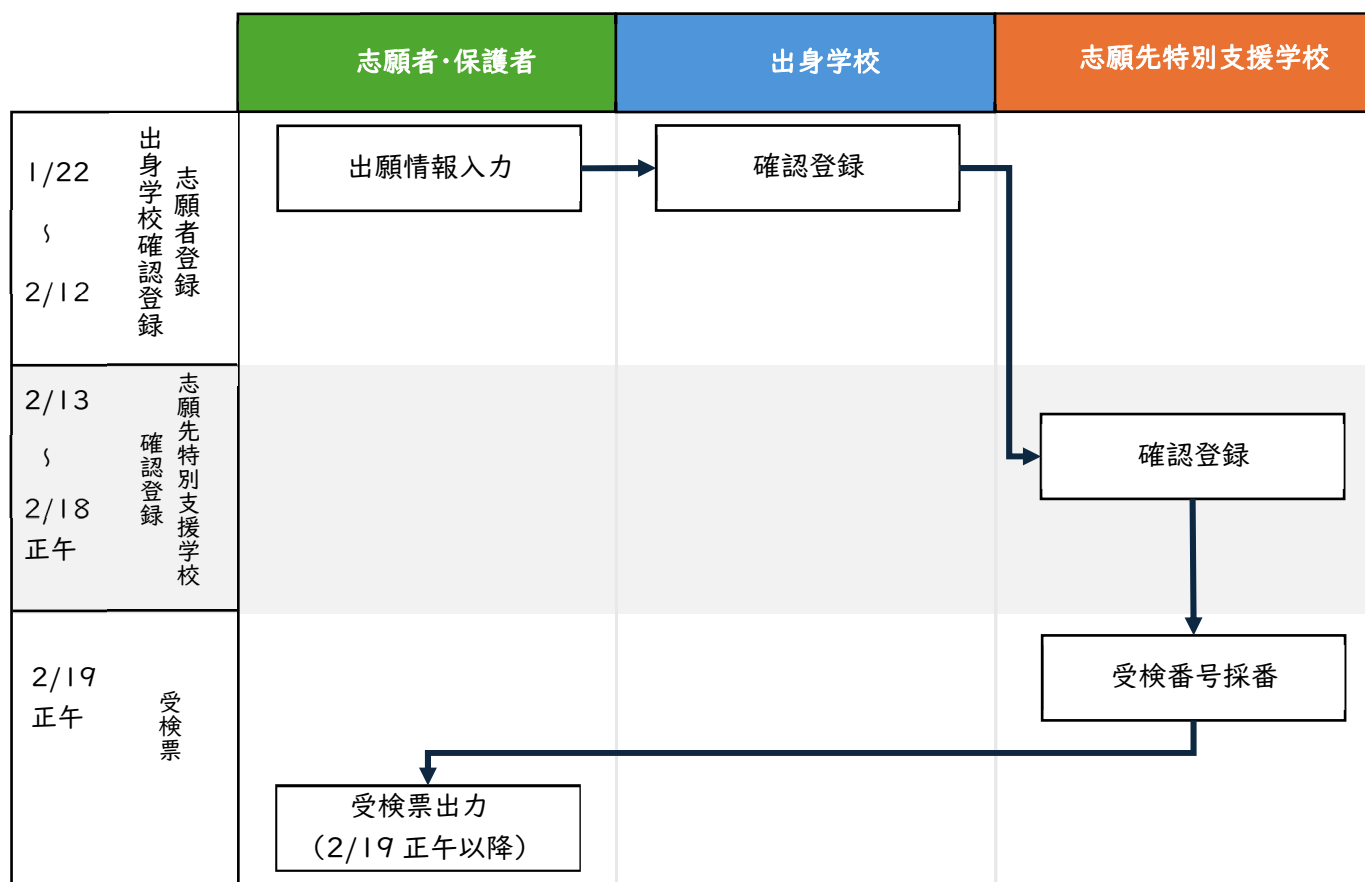 志願者・保護者
出身学校
志願先特別支援学校
1/22
〜
2/12
志願者登録
出身学校確認登録
出願情報入力
確認登録
2/13
〜
2/18
正午
志願先特別支援学校
確認登録
確認登録
2/19
正午
受検票
受検番号採番
受検票出力
（2/19 正午以降）